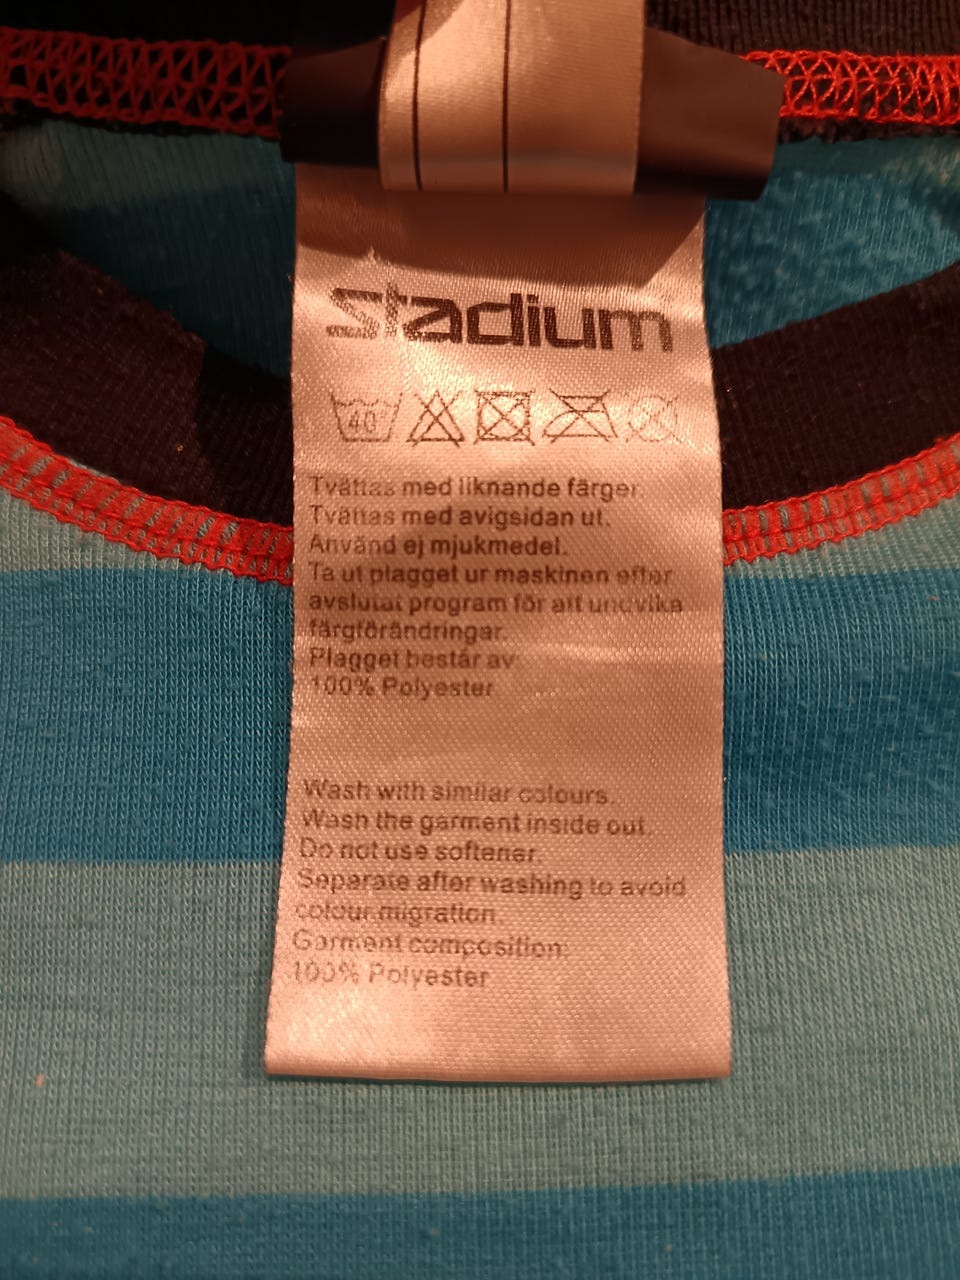 stadium
40
Tvättas med liknande färger.
Tvättas med avigsidan ut.
Använd ej mjukmedel.
Ta ut plagget ur maskinen efter
avslutat program för att undvika
färgförändringar.
Plagget består av:
100% Polyester
Wash with similar colours.
Wash the garment inside out.
Do not use softener.
Separate after washing to avoid
colour migration.
Garment composition:
100% Polyester